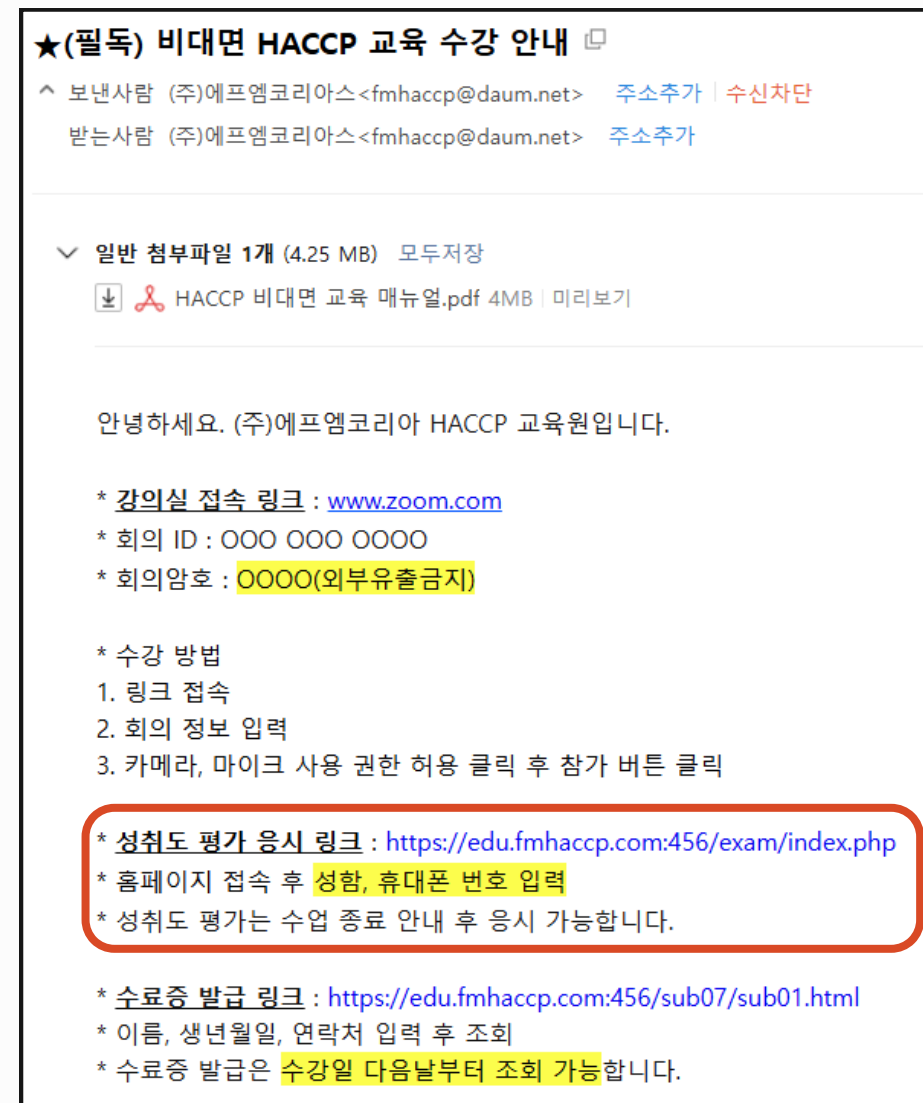 ★(필독) 비대면 HACCP 교육 수강 안내
보낸사람 (주)에프엠코리아스<fmhaccp@daum.net> 주소추가 | 수신차단
받는사람 (주)에프엠코리아스<fmhaccp@daum.net> 주소추가
일반 첨부파일 1개 (4.25 MB) 모두저장
HACCP 비대면 교육 매뉴얼.pdf 4MB | 미리보기
안녕하세요. (주)에프엠코리아 HACCP 교육원입니다.
* 강의실 접속 링크 : www.zoom.com
* 회의 ID : OOO OOO OOOO
* 회의암호 : OOOO(외부유출금지)
* 수강 방법
1. 링크 접속
2. 회의 정보 입력
3. 카메라, 마이크 사용 권한 허용 클릭 후 참가 버튼 클릭
* 성취도 평가 응시 링크 : https://edu.fmhaccp.com:456/exam/index.php
* 홈페이지 접속 후 성함, 휴대폰 번호 입력
* 성취도 평가는 수업 종료 안내 후 응시 가능합니다.
* 수료증 발급 링크 : https://edu.fmhaccp.com:456/sub07/sub01.html
* 이름, 생년월일, 연락처 입력 후 조회
* 수료증 발급은 수강일 다음날부터 조회 가능합니다.